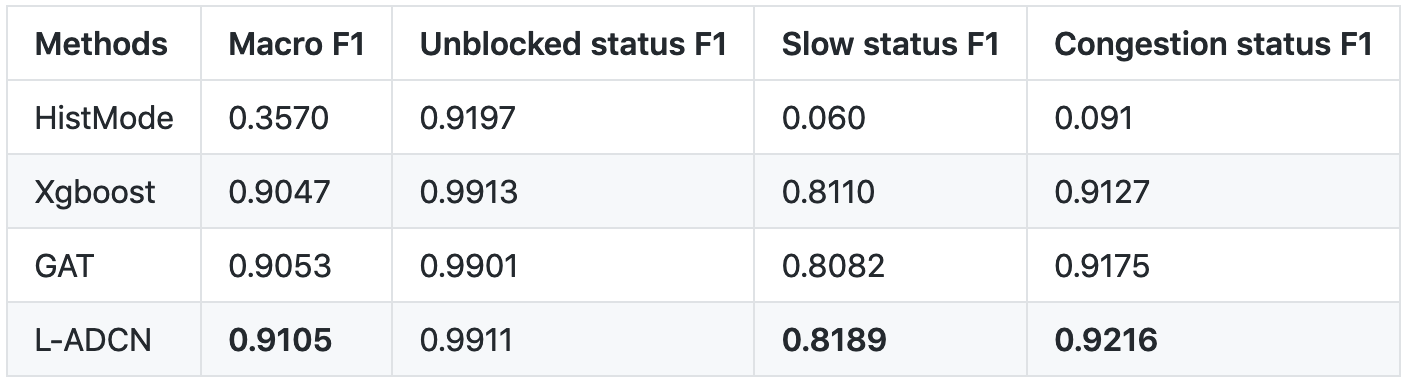 Methods Macro F1 Unblocked status F1 Slow status F1 Congestion status F1
HistMode 0.3570 0.9197 0.060 0.091
Xgboost 0.9047 0.9913 0.8110 0.9127
GAT 0.9053 0.9901 0.8082 0.9175
L-ADCN 0.9105 0.9911 0.8189 0.9216